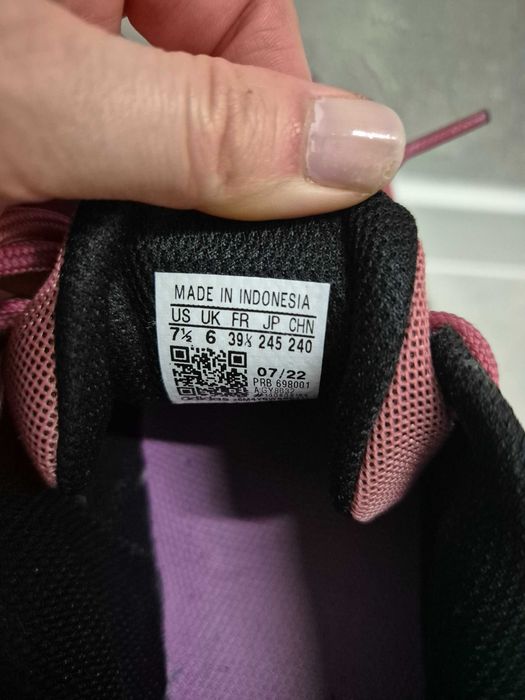 MADE IN INDONESIA
US UK FR JP CHN
7½ 6 39⅓ 245 240
07/22
PRB 698001
adidas